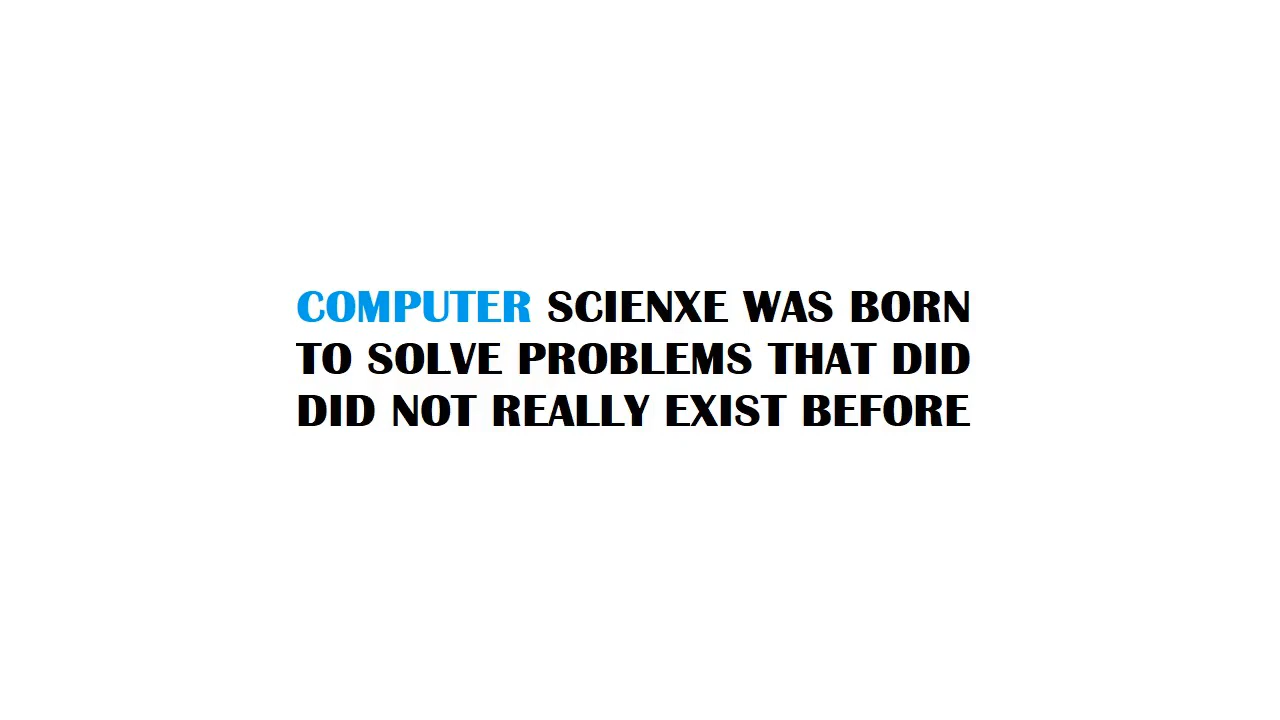 COMPUTER SCIENXE WAS BORN
TO SOLVE PROBLEMS THAT DID
DID NOT REALLY EXIST BEFORE